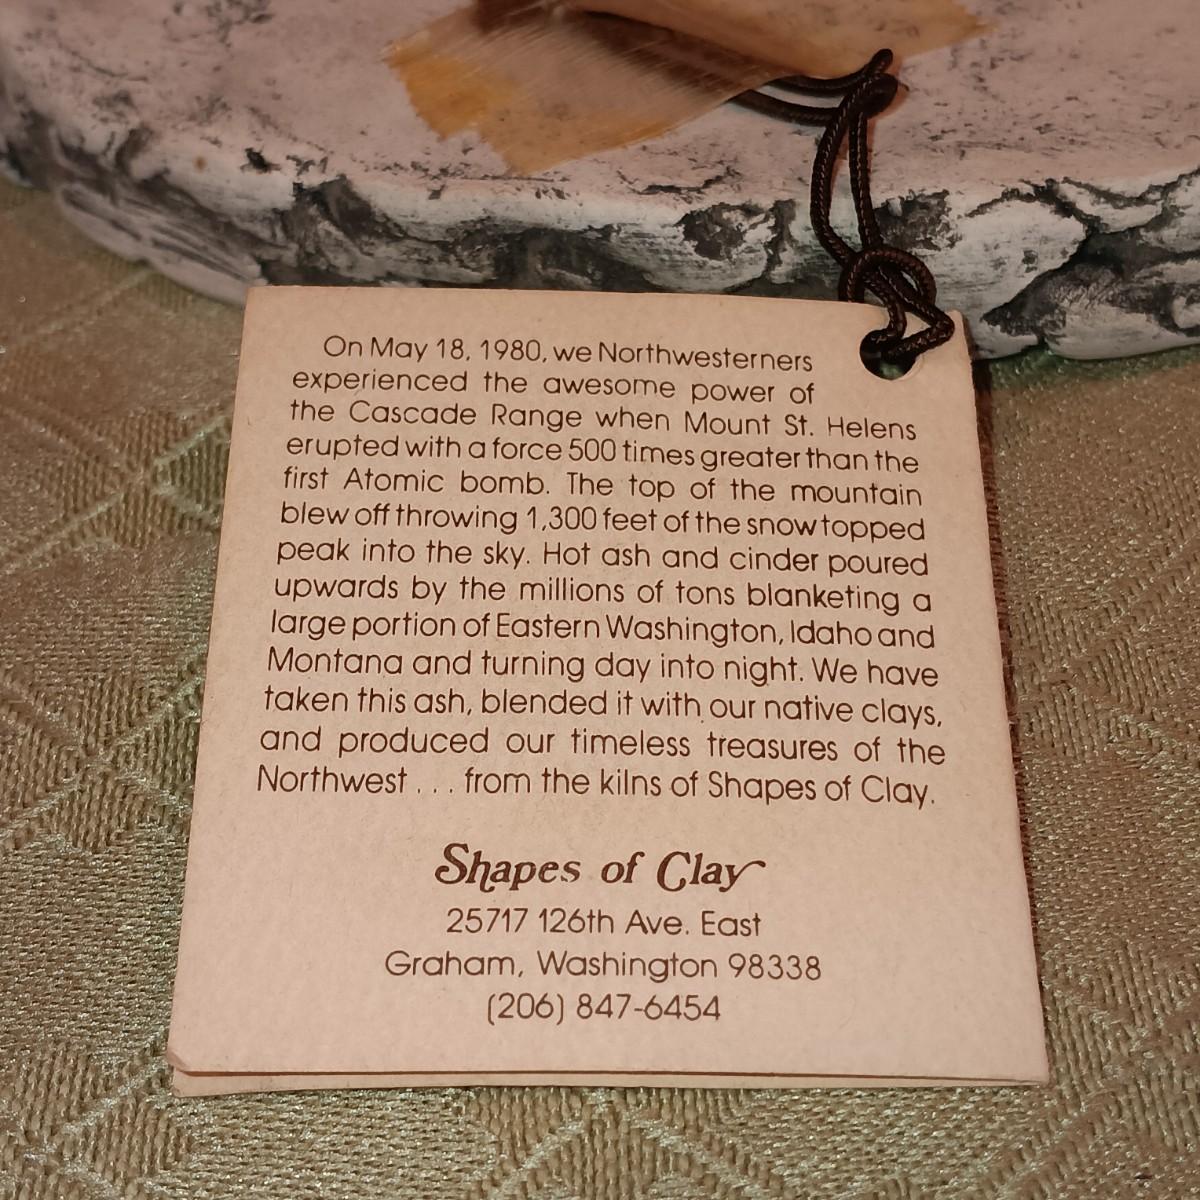 On May 18, 1980, we Northwesterners
experienced the awesome power of
the Cascade Range when Mount St. Helens
erupted with a force 500 times greater than the
first Atomic bomb. The top of the mountain
blew off throwing 1,300 feet of the snow topped
peak into the sky. Hot ash and cinder poured
upwards by the millions of tons blanketing a
large portion of Eastern Washington, Idaho and
Montana and turning day into night. We have
taken this ash, blended it with our native clays,
and produced our timeless treasures of the
Northwest . . . from the kilns of Shapes of Clay.
Shapes of Clay
25717 126th Ave. East
Graham, Washington 98338
(206) 847-6454